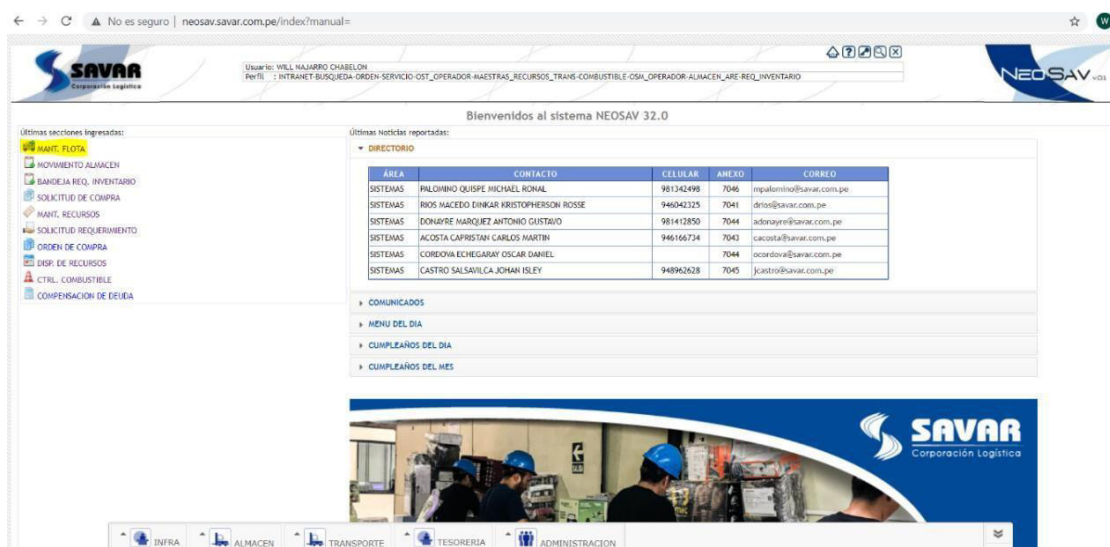 No es seguro | neosav.savar.com.pe/index?manual=
W
SAVAR
Corporación Logística
Usuario: WILL NAJARRO CHABELON
Perfil : INTRANET-BUSQUEDA-ORDEN-SERVICIO-OST_OPERADOR-MAESTRAS_RECURSOS_TRANS-COMBUSTIBLE-OSM_OPERADOR-ALMACEN_ARE-REQ_INVENTARIO
NEOSAV v.01
Bienvenidos al sistema NEOSAV 32.0
Últimas secciones ingresadas:
MANT. FLOTA
MOVIMIENTO ALMACEN
BANDEJA REQ. INVENTARIO
SOLICITUD DE COMPRA
MANT. RECURSOS
SOLICITUD REQUERIMIENTO
ORDEN DE COMPRA
DISP. DE RECURSOS
CTRL. COMBUSTIBLE
COMPENSACION DE DEUDA
Últimas Noticias reportadas:
DIRECTORIO
ÁREA CONTACTO CELULAR ANEXO CORREO
SISTEMAS PALOMINO QUISPE MICHAEL RONAL 981342498 7046 mpalomino@savar.com.pe
SISTEMAS RIOS MACEDO DINKAR KRISTOPHERSON ROSSE 946042325 7041 drios@savar.com.pe
SISTEMAS DONAYRE MARQUEZ ANTONIO GUSTAVO 981412850 7044 adonayre@savar.com.pe
SISTEMAS ACOSTA CAPRISTAN CARLOS MARTIN 946166734 7043 cacosta@savar.com.pe
SISTEMAS CORDOVA ECHEGARAY OSCAR DANIEL 7044 ocordova@savar.com.pe
SISTEMAS CASTRO SALSAVILCA JOHAN ISLEY 948962628 7045 jcastro@savar.com.pe
COMUNICADOS
MENU DEL DIA
CUMPLEAÑOS DEL DIA
CUMPLEAÑOS DEL MES
SAVAR
Corporación Logística
INFRA ALMACEN TRANSPORTE TESORERIA ADMINISTRACION